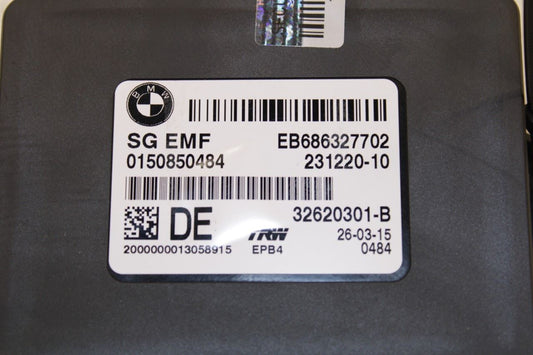 BMW
SG EMF EB686327702
0150850484 231220-10
DE 32620301-B
TRW 26-03-15
2000000013058915 EPB4 0484